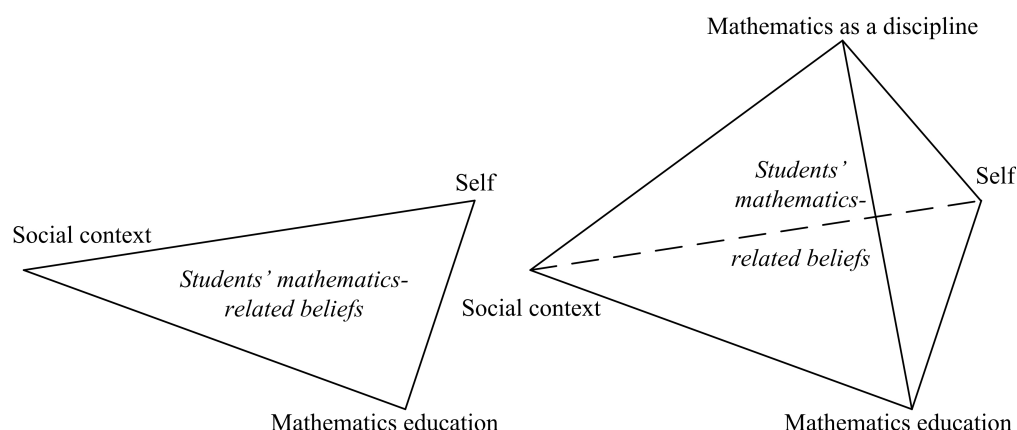 Self
Social context
Students’ mathematics-
related beliefs
Mathematics education
Mathematics as a discipline
Students’
mathematics-
Self
related beliefs
Social context
Mathematics education